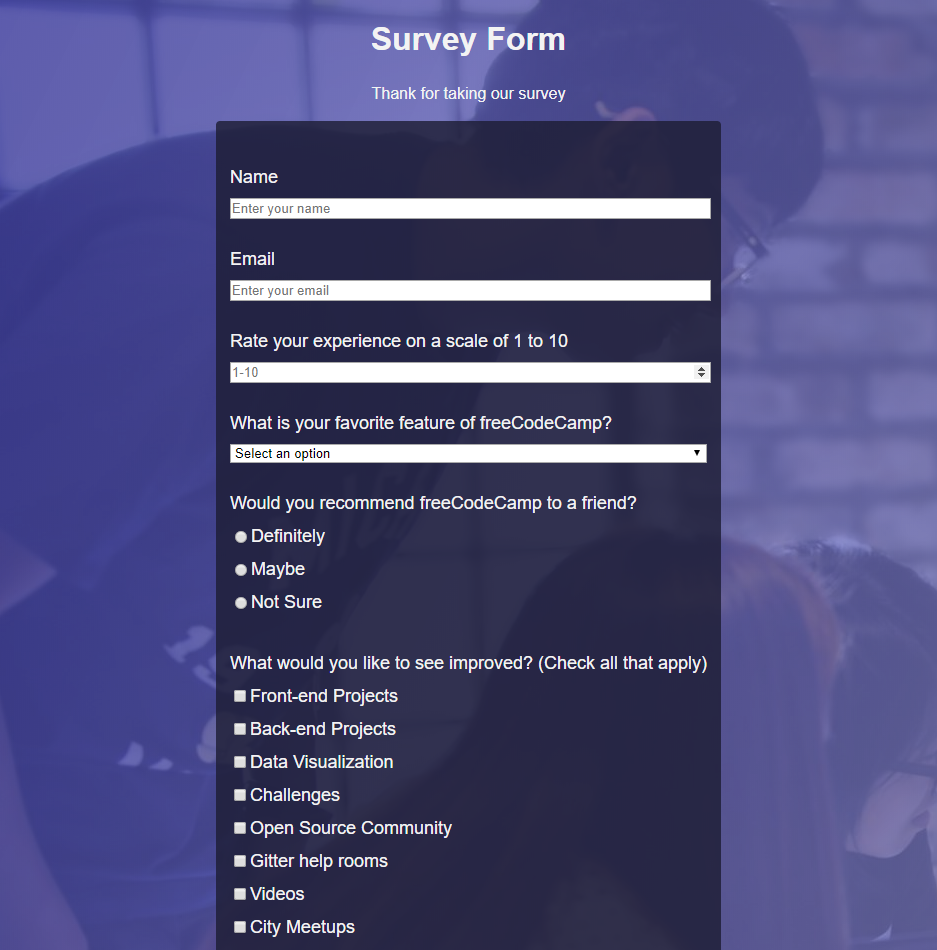 Survey Form
Thank for taking our survey
Name
Enter your name
Email
Enter your email
Rate your experience on a scale of 1 to 10
1-10
What is your favorite feature of freeCodeCamp?
Select an option
Would you recommend freeCodeCamp to a friend?
Definitely
Maybe
Not Sure
What would you like to see improved? (Check all that apply)
Front-end Projects
Back-end Projects
Data Visualization
Challenges
Open Source Community
Gitter help rooms
Videos
City Meetups